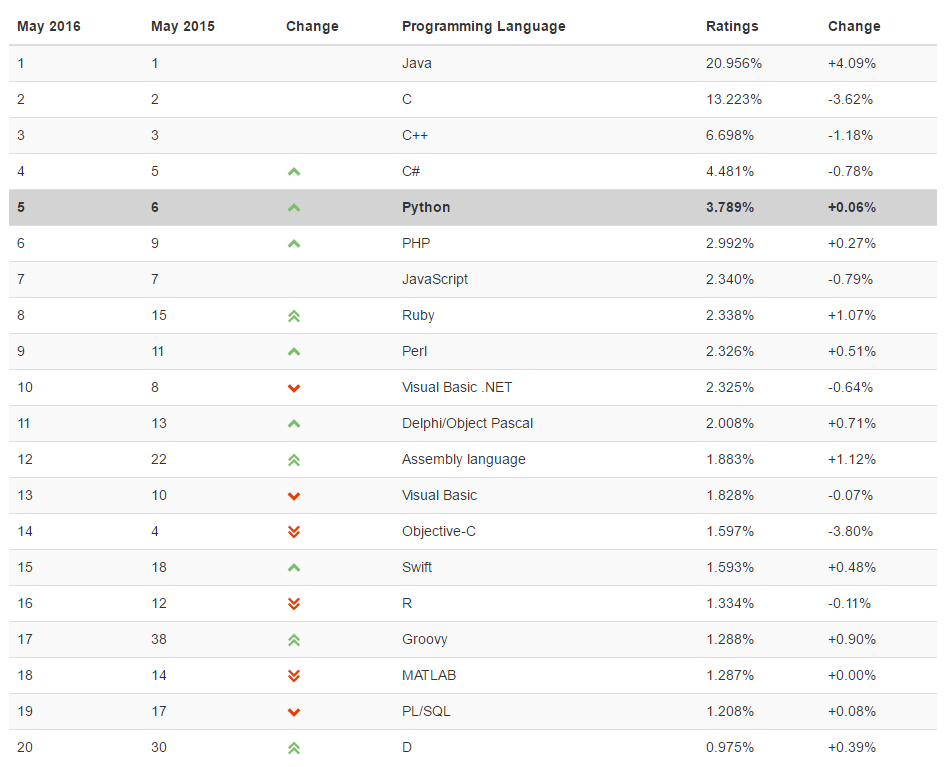 May 2016 May 2015 Change Programming Language Ratings Change
1 1 Java 20.956% +4.09%
2 2 C 13.223% -3.62%
3 3 C++ 6.698% -1.18%
4 5 C# 4.481% -0.78%
5 6 Python 3.789% +0.06%
6 9 PHP 2.992% +0.27%
7 7 JavaScript 2.340% -0.79%
8 15 Ruby 2.338% +1.07%
9 11 Perl 2.326% +0.51%
10 8 Visual Basic .NET 2.325% -0.64%
11 13 Delphi/Object Pascal 2.008% +0.71%
12 22 Assembly language 1.883% +1.12%
13 10 Visual Basic 1.828% -0.07%
14 4 Objective-C 1.597% -3.80%
15 18 Swift 1.593% +0.48%
16 12 R 1.334% -0.11%
17 38 Groovy 1.288% +0.90%
18 14 MATLAB 1.287% +0.00%
19 17 PL/SQL 1.208% +0.08%
20 30 D 0.975% +0.39%